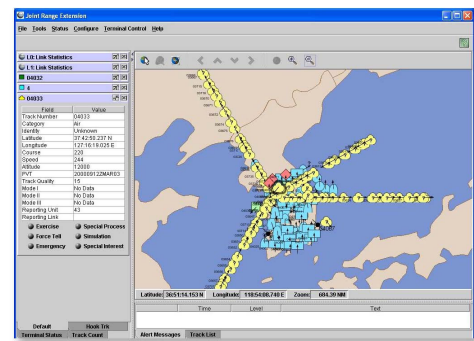 Joint Range Extension
File Tools Status Configure Terminal Control Help
L0: Link Statistics
L1: Link Statistics
04032
4
04033
Field Value
Track Number 04033
Category Air
Identity Unknown
Latitude 37:42:50.237 N
Longitude 127:16:19.025 E
Course 220
Speed 244
Altitude 12000
PVT 20000912ZMAR03
Track Quality 15
Mode I No Data
Mode II No Data
Mode III No Data
Reporting Unit 43
Reporting Link
Exercise Special Process
Force Tell Simulation
Emergency Special Interest
Default Hook Trk
Terminal Status Track Count
Latitude: 30:51:14.153 N Longitude: 118:54:08.740 E Zoom: 684.39 NM
Time Level Text
Alert Messages Track List